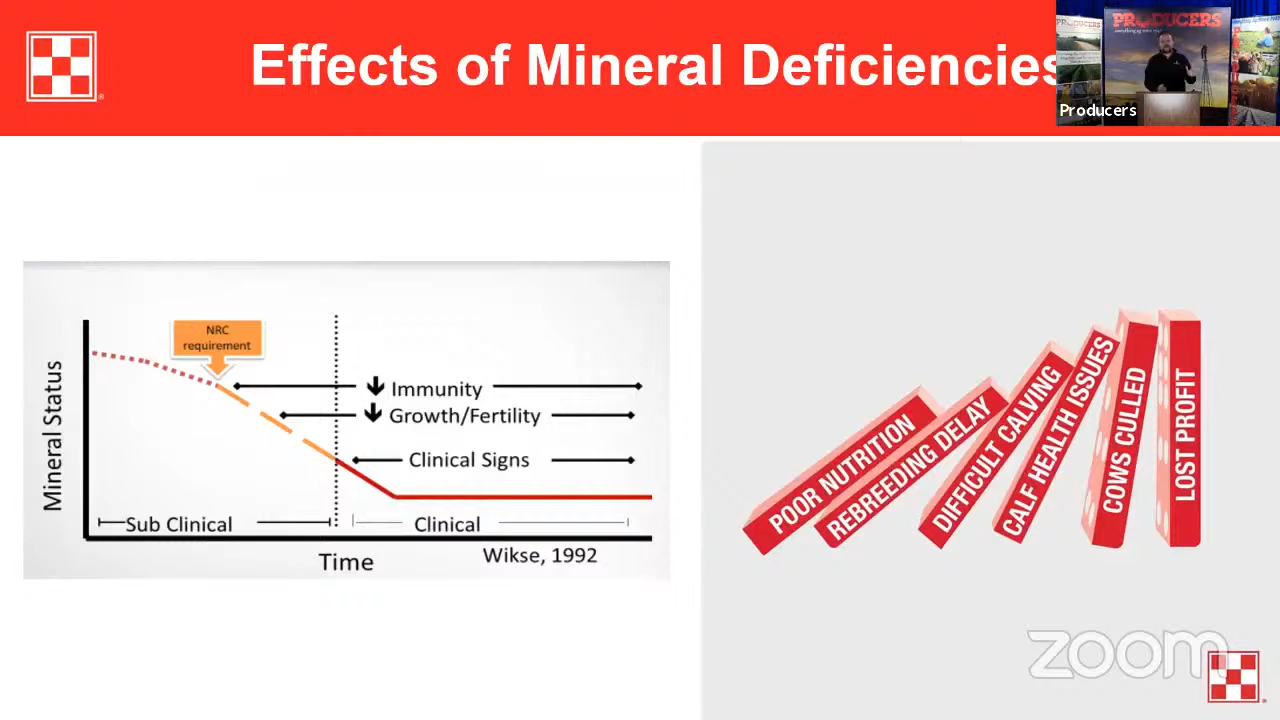 Effects of Mineral Deficiencies
PRODUCERS
Producers
NRC
requirement
Mineral Status
Immunity
Growth/Fertility
Clinical Signs
Sub Clinical
Clinical
Time
Wikse, 1992
POOR NUTRITION
REBREEDING DELAY
DIFFICULT CALVING
CALF HEALTH ISSUES
COWS CULLED
LOST PROFIT
zoom